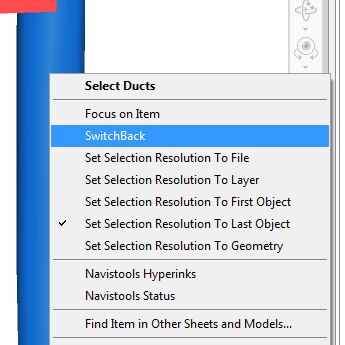 Select Ducts
Focus on Item
SwitchBack
Set Selection Resolution To File
Set Selection Resolution To Layer
Set Selection Resolution To First Object
Set Selection Resolution To Last Object
Set Selection Resolution To Geometry
Navistools Hyperinks
Navistools Status
Find Item in Other Sheets and Models...